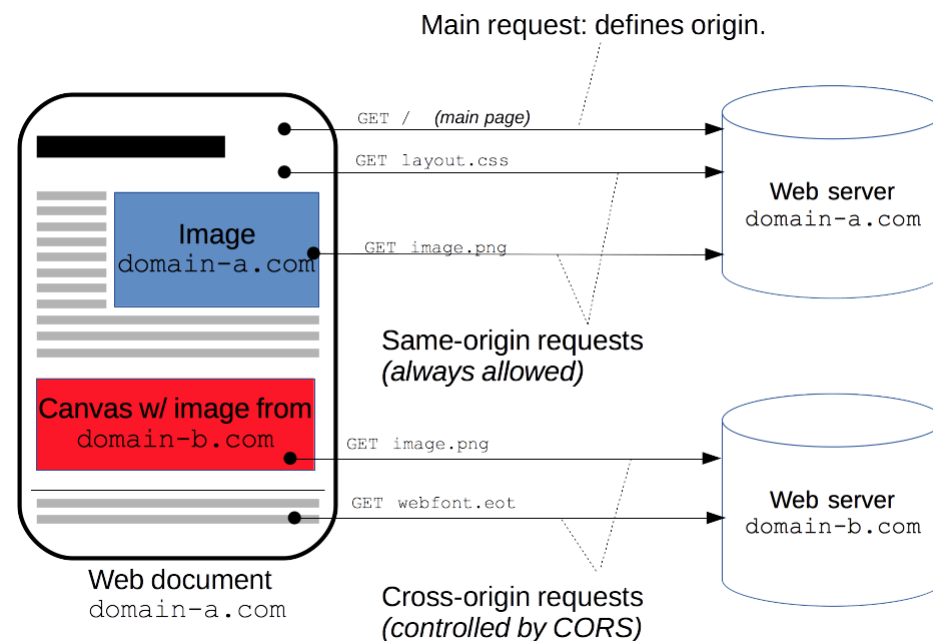 Main request: defines origin.
GET / (main page)
GET layout.css
Web server
domain-a.com
Image
domain-a.com
GET image.png
Same-origin requests
(always allowed)
Canvas w/ image from
domain-b.com
GET image.png
GET webfont.eot
Web server
domain-b.com
Web document
domain-a.com
Cross-origin requests
(controlled by CORS)